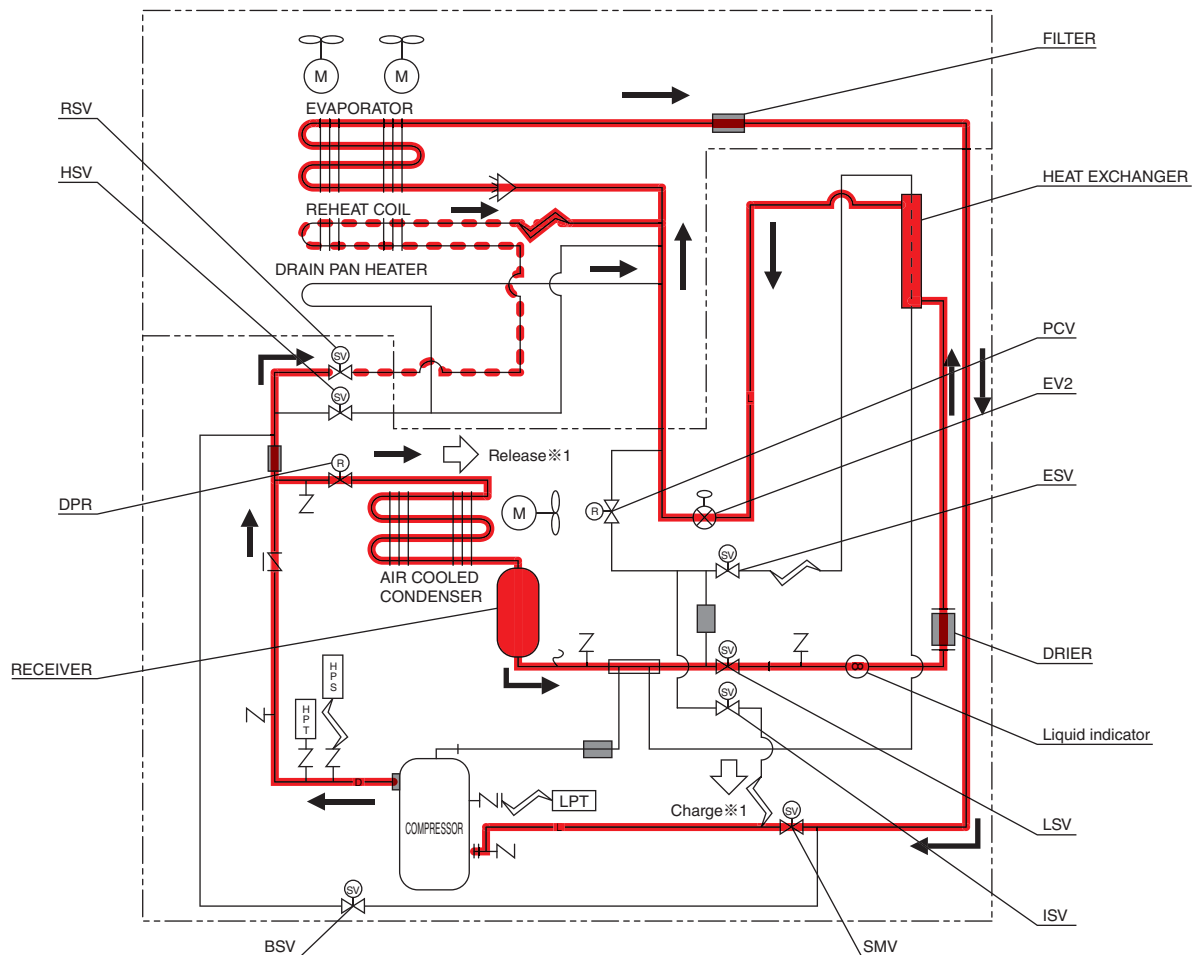 FILTER
M
M
RSV
EVAPORATOR
HSV
HEAT EXCHANGER
REHEAT COIL
DRAIN PAN HEATER
PCV
SV
EV2
SV
L
Release※1
R
ESV
DPR
M
R
SV
AIR COOLED
CONDENSER
RECEIVER
SV
DRIER
HPS
SV
HPT
Liquid indicator
D
LPT
Charge※1
SV
COMPRESSOR
LSV
SV
ISV
BSV
SMV